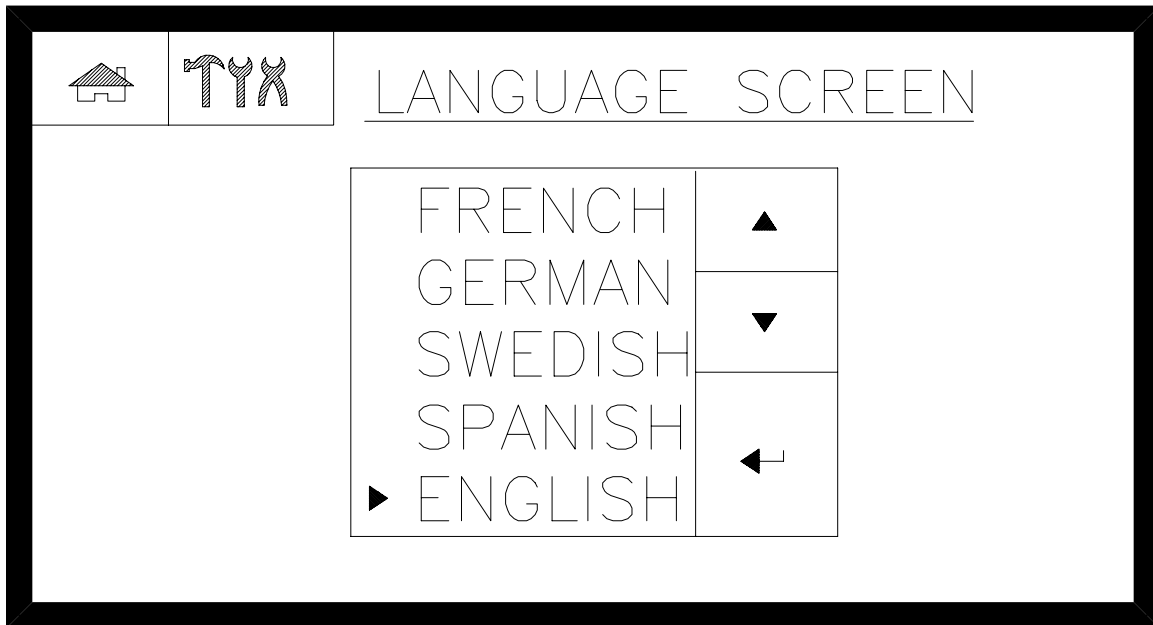 LANGUAGE SCREEN
FRENCH
GERMAN
SWEDISH
SPANISH
ENGLISH